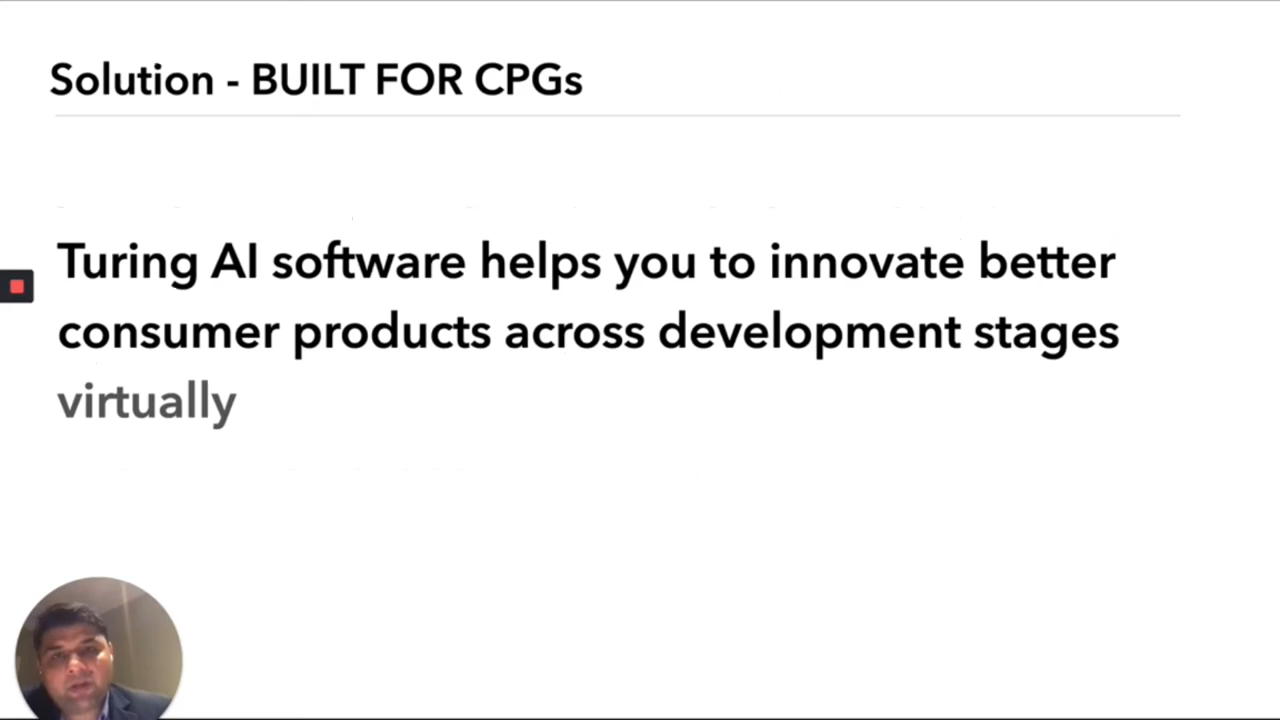 Solution - BUILT FOR CPGs
Turing AI software helps you to innovate better
consumer products across development stages
virtually